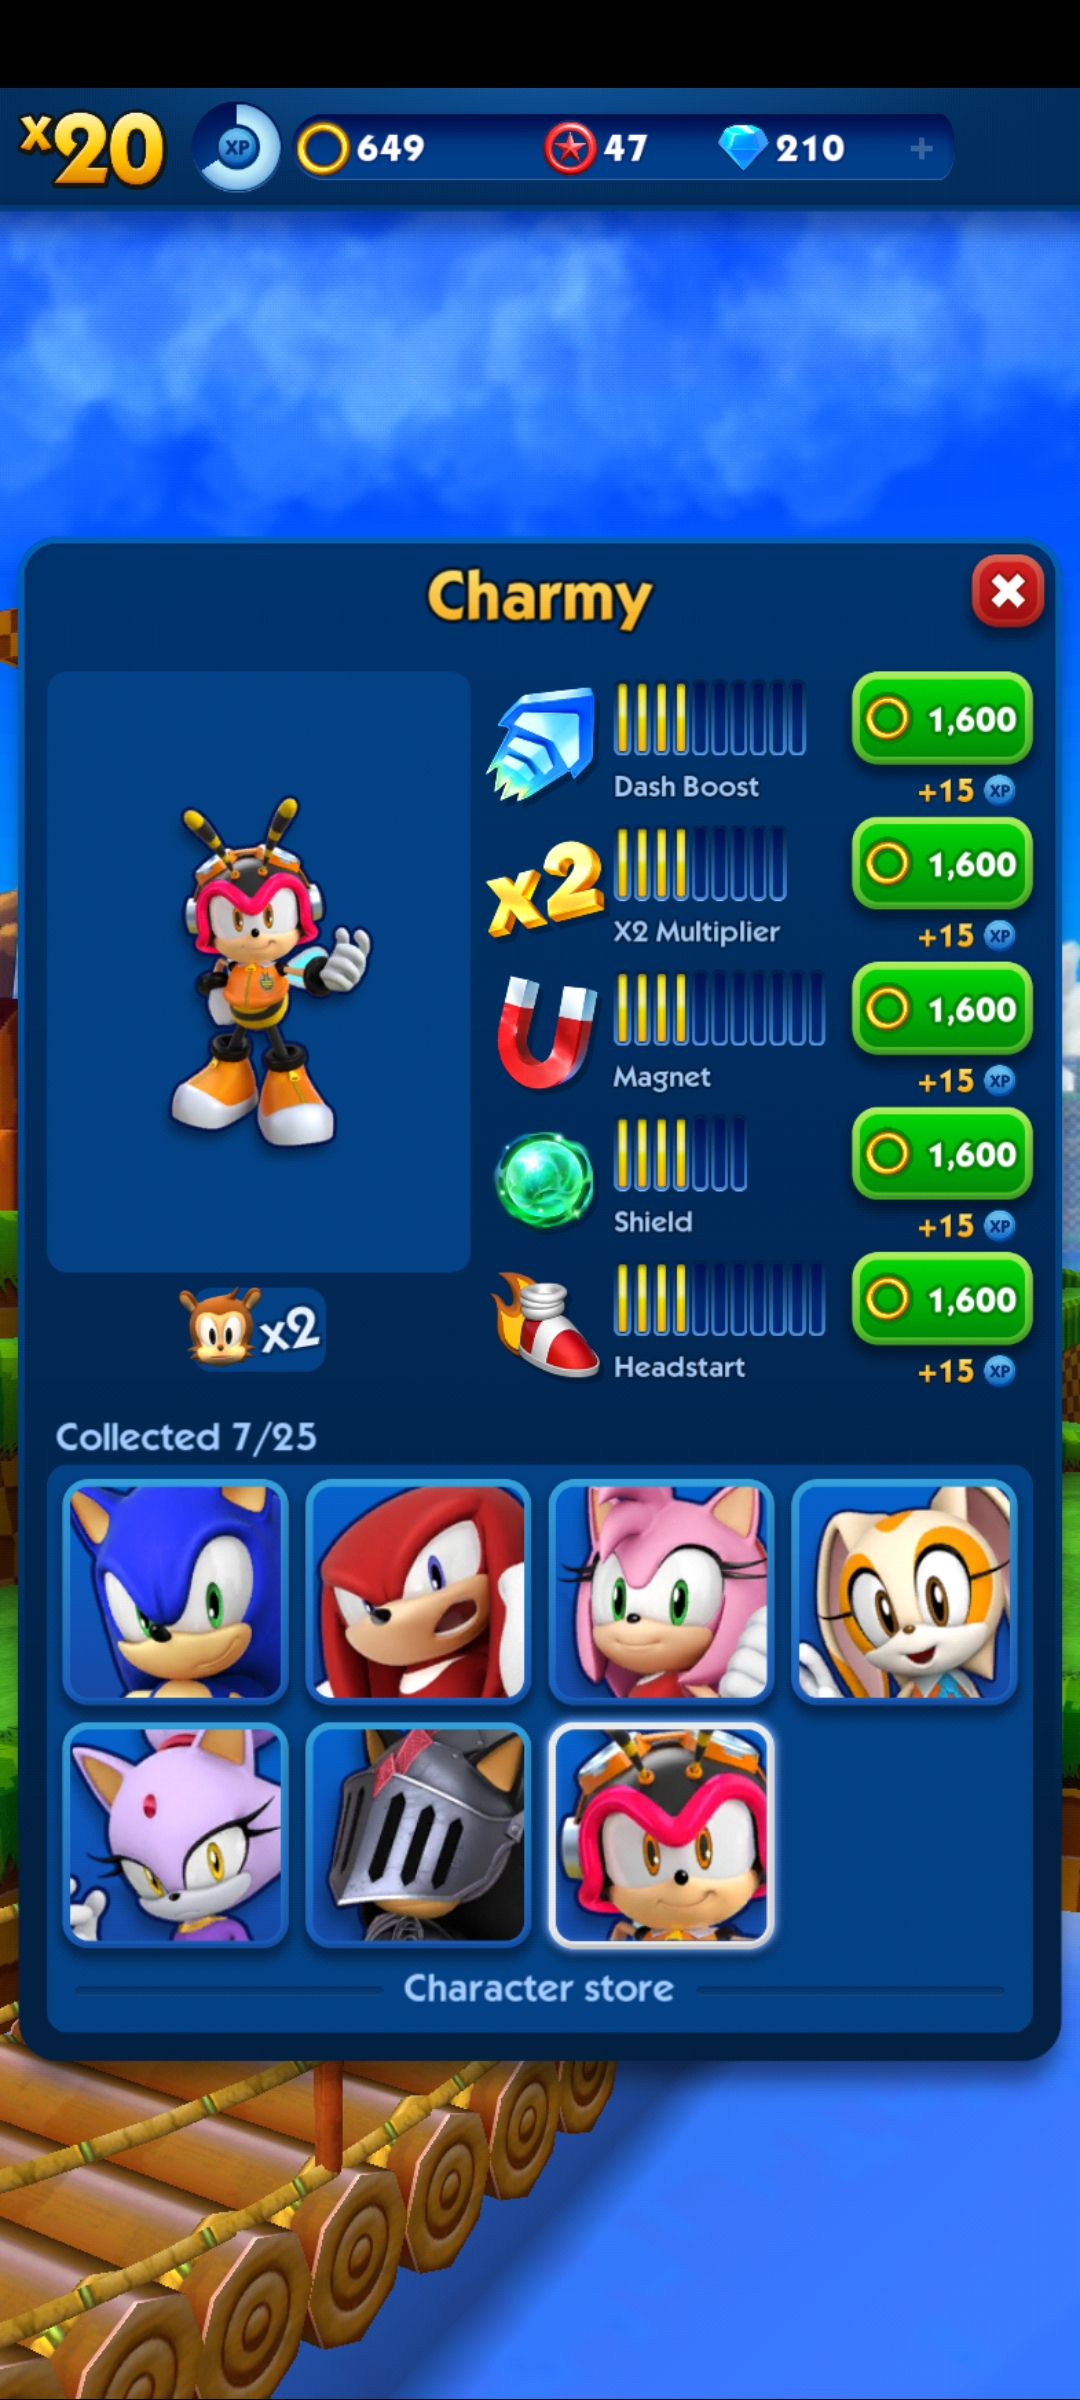 x20 XP 649 47 210 +
Charmy
1,600
Dash Boost +15 XP
x2 1,600
X2 Multiplier +15 XP
1,600
Magnet +15 XP
1,600
Shield +15 XP
x2 1,600
Headstart +15 XP
Collected 7/25
Character store